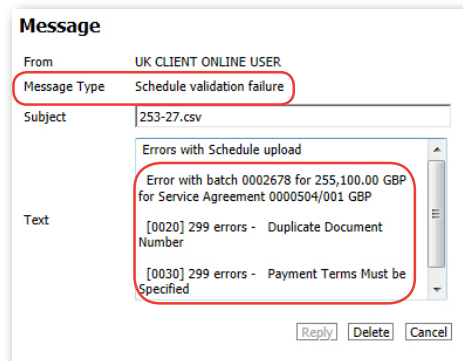 Message
From UK CLIENT ONLINE USER
Message Type Schedule validation failure
Subject 253-27.csv
Text
Errors with Schedule upload
Error with batch 0002678 for 255,100.00 GBP
for Service Agreement 0000504/001 GBP
[0020] 299 errors - Duplicate Document
Number
[0030] 299 errors - Payment Terms Must be
Specified
Reply Delete Cancel